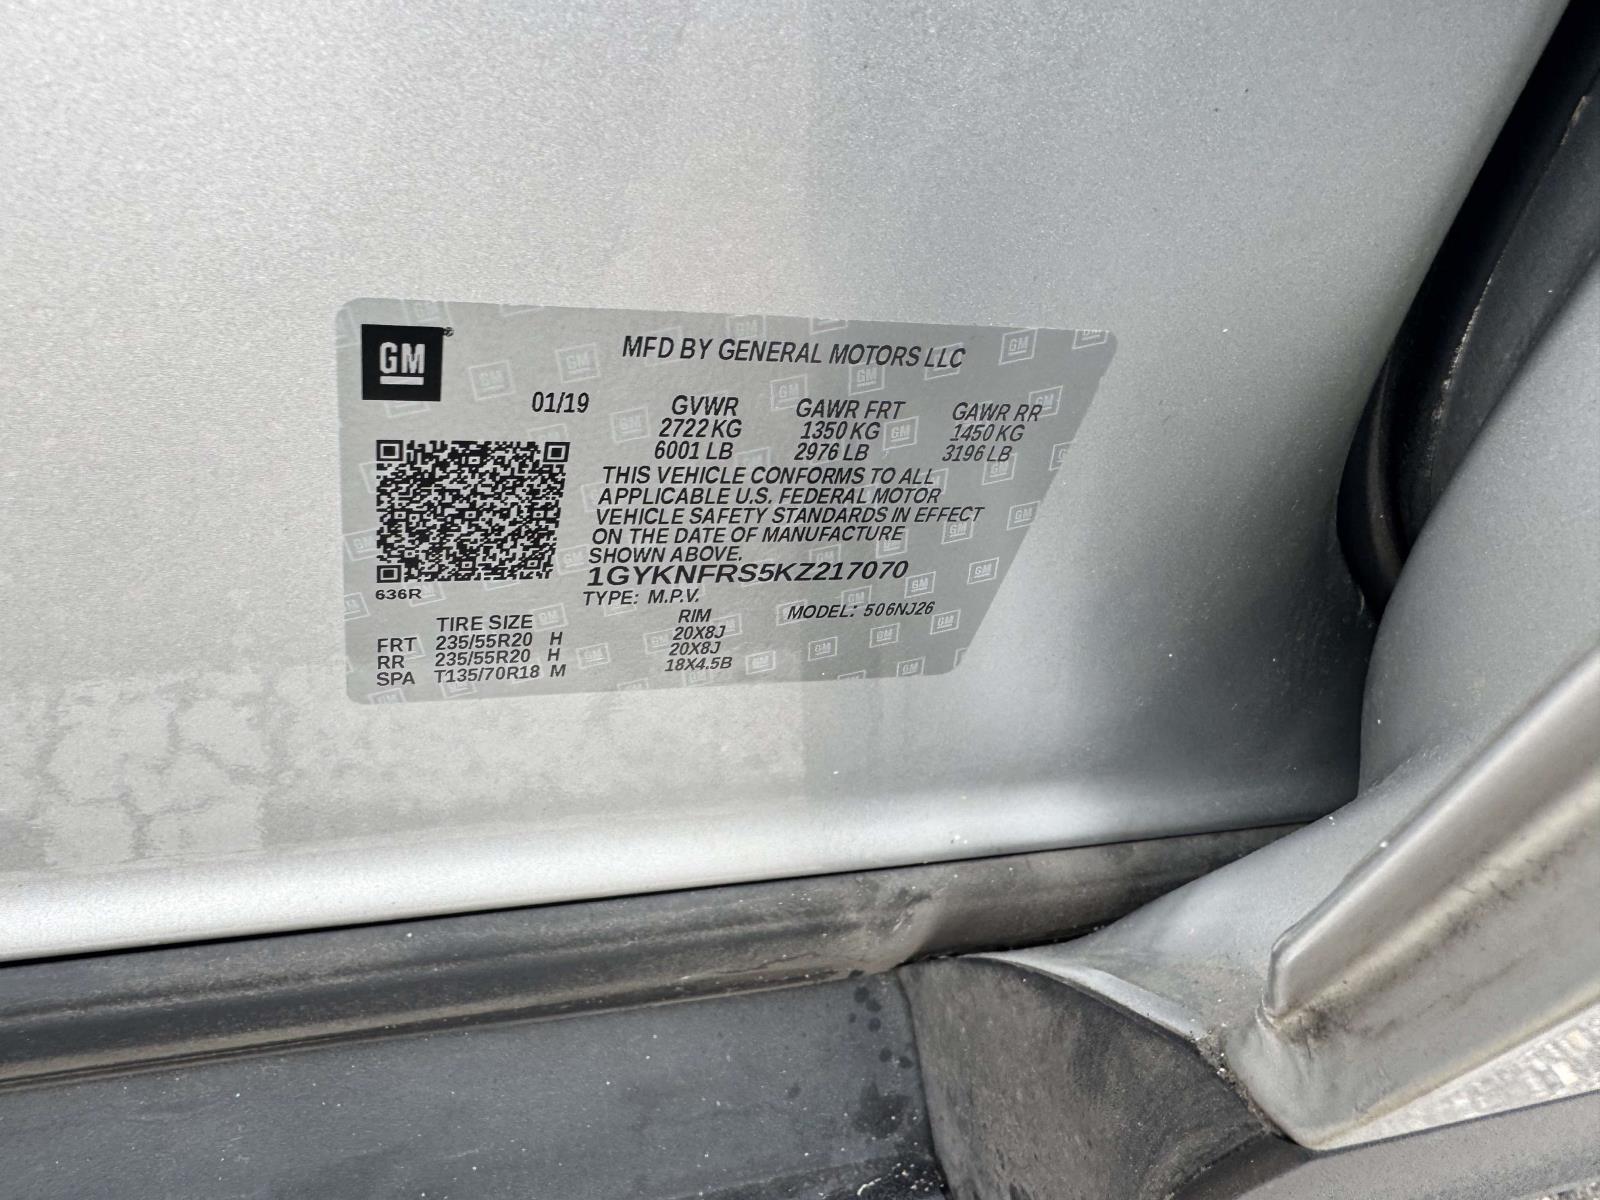 GM
MFD BY GENERAL MOTORS LLC
01/19
GVWR GAWR FRT GAWR RR
2722 KG 1350 KG 1450 KG
6001 LB 2976 LB 3196 LB
THIS VEHICLE CONFORMS TO ALL
APPLICABLE U.S. FEDERAL MOTOR
VEHICLE SAFETY STANDARDS IN EFFECT
ON THE DATE OF MANUFACTURE
SHOWN ABOVE.
1GYKNFRS5KZ217070
636R
TYPE: M.P.V. MODEL: 506NJ26
TIRE SIZE RIM
FRT 235/55R20 H 20X8J
RR 235/55R20 H 20X8J
SPA T135/70R18 M 18X4.5B